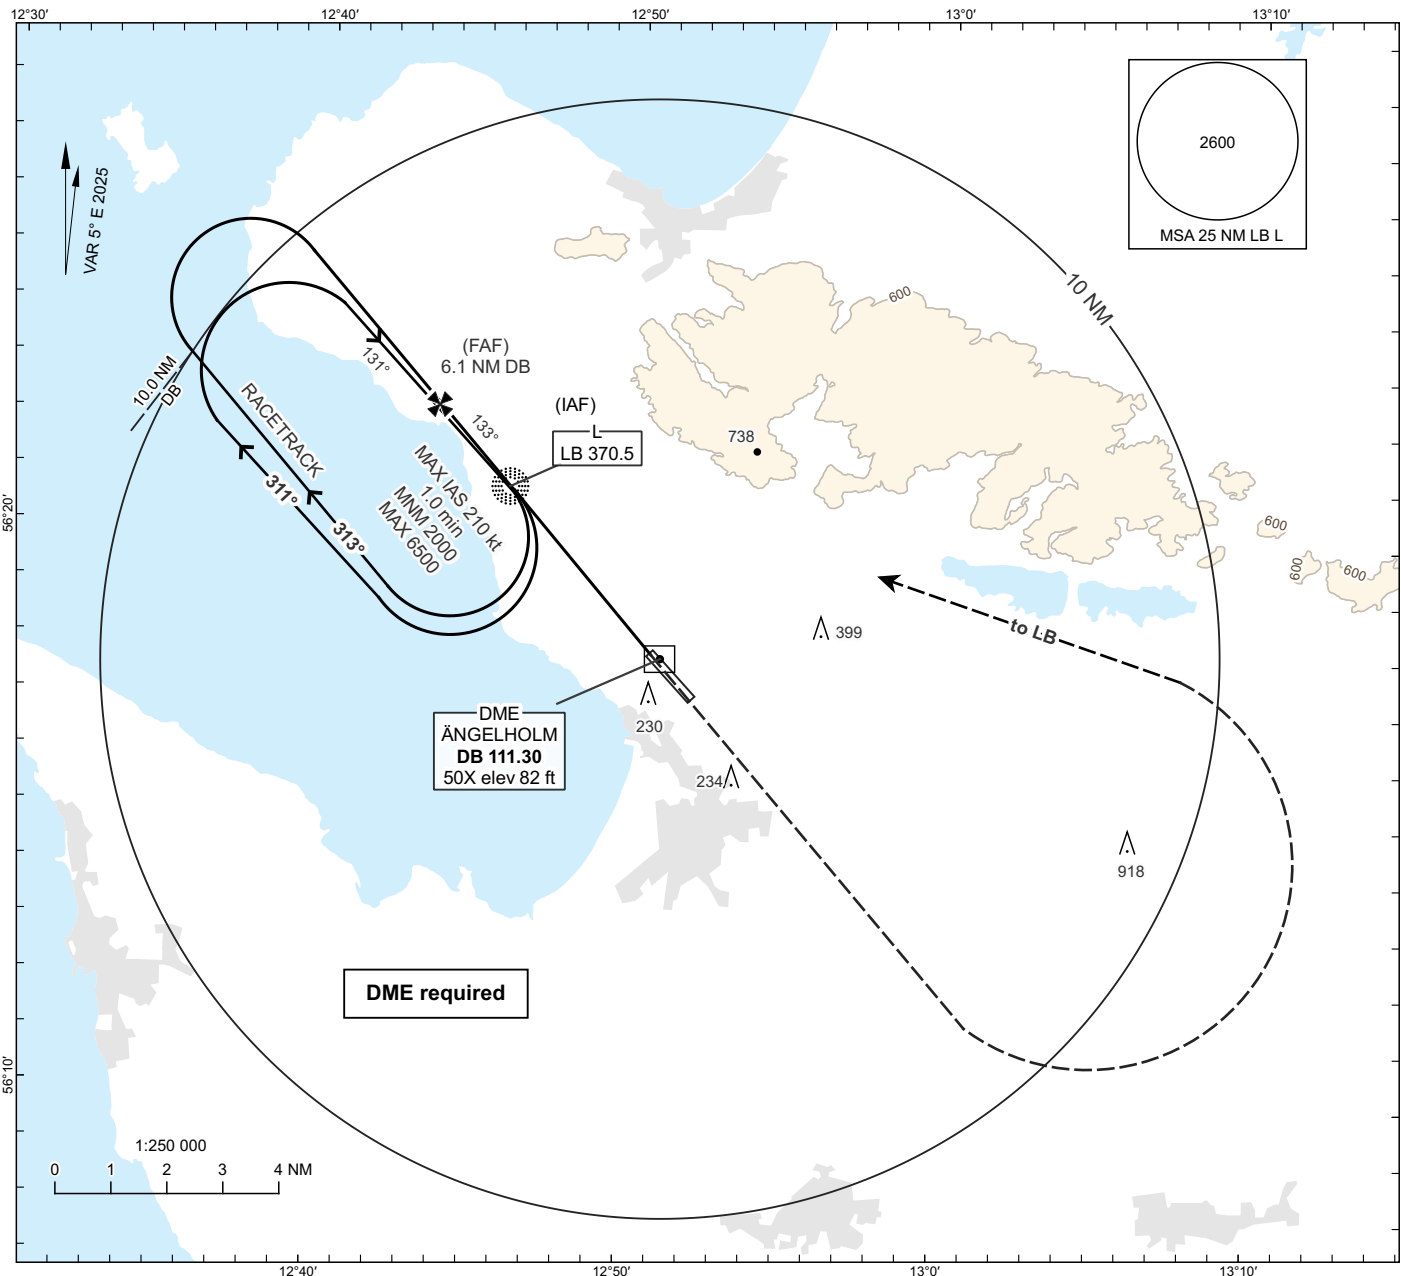 12°30′
12°40′
12°50′
13°0′
13°10′
2600
MSA 25 NM LB L
VAR 5° E 2025
10 NM
600
(FAF)
6.1 NM DB
131°
10.0 NM
DB
133°
(IAF)
L
LB 370.5
738
RACETRACK
311°
313°
MAX IAS 210 kt
1.0 min
MNM 2000
MAX 6500
56°20′
600
600
600
399
to LB
DME
ÄNGELHOLM
DB 111.30
50X elev 82 ft
230
234
918
DME required
56°10′
1:250 000
0 1 2 3 4 NM
12°40′
12°50′
13°0′
13°10′